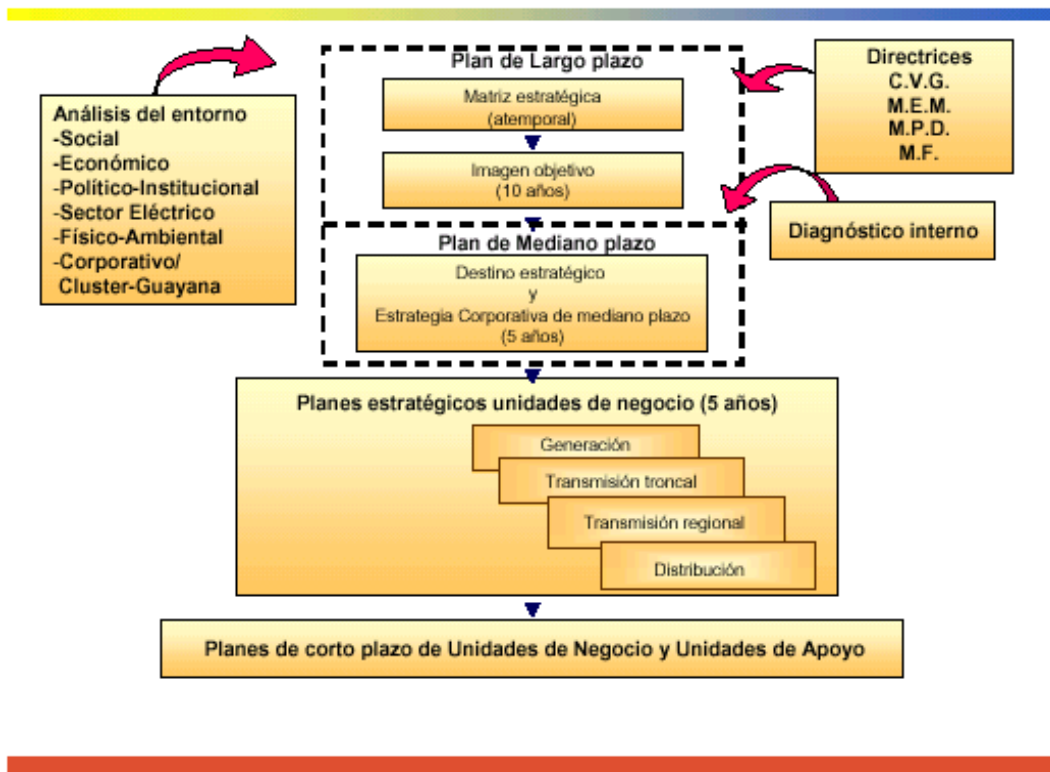 Análisis del entorno
-Social
-Económico
-Político-Institucional
-Sector Eléctrico
-Físico-Ambiental
-Corporativo/
Cluster-Guayana
Plan de Largo plazo
Matriz estratégica
(atemporal)
Imagen objetivo
(10 años)
Plan de Mediano plazo
Destino estratégico
y
Estrategia Corporativa de mediano plazo
(5 años)
Directrices
C.V.G.
M.E.M.
M.P.D.
M.F.
Diagnóstico interno
Planes estratégicos unidades de negocio (5 años)
Generación
Transmisión troncal
Transmisión regional
Distribución
Planes de corto plazo de Unidades de Negocio y Unidades de Apoyo